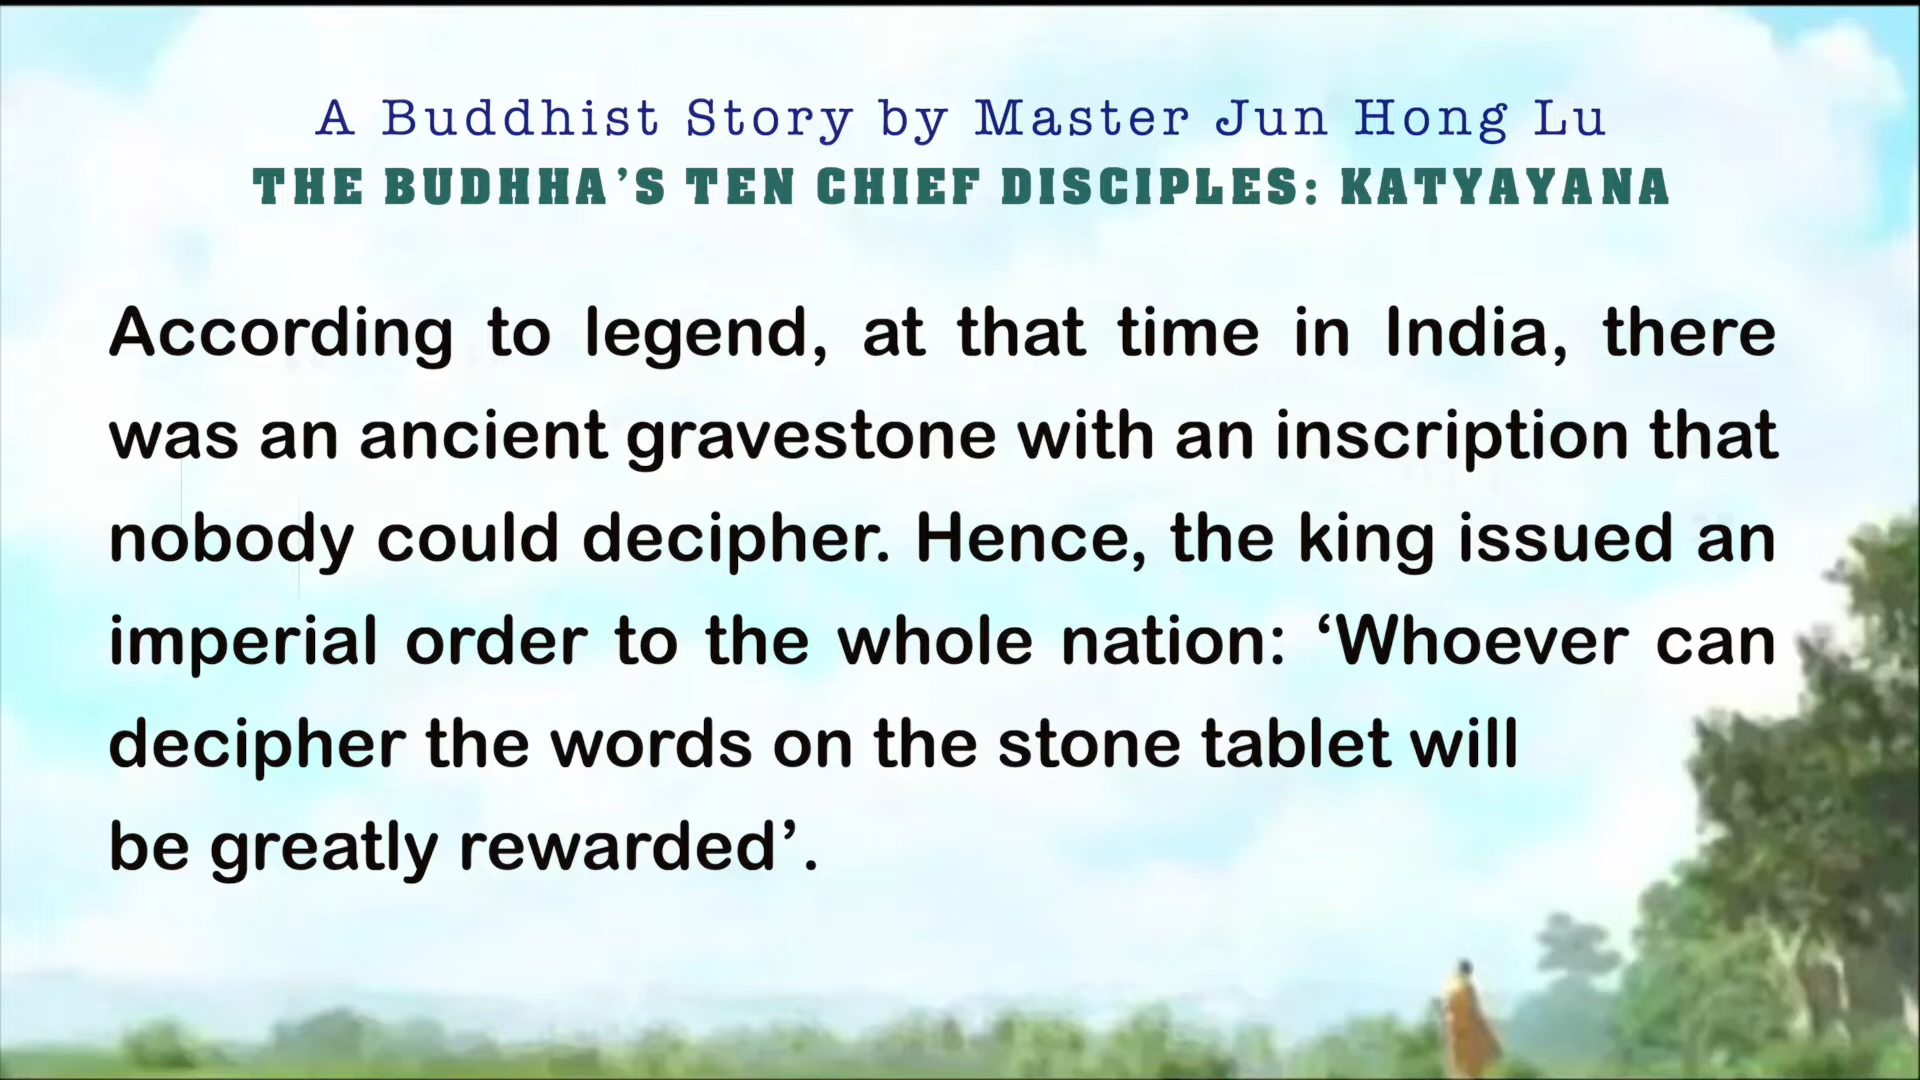 A Buddhist Story by Master Jun Hong Lu
THE BUDHHA’S TEN CHIEF DISCIPLES: KATYAYANA
According to legend, at that time in India, there
was an ancient gravestone with an inscription that
nobody could decipher. Hence, the king issued an
imperial order to the whole nation: ‘Whoever can
decipher the words on the stone tablet will
be greatly rewarded’.